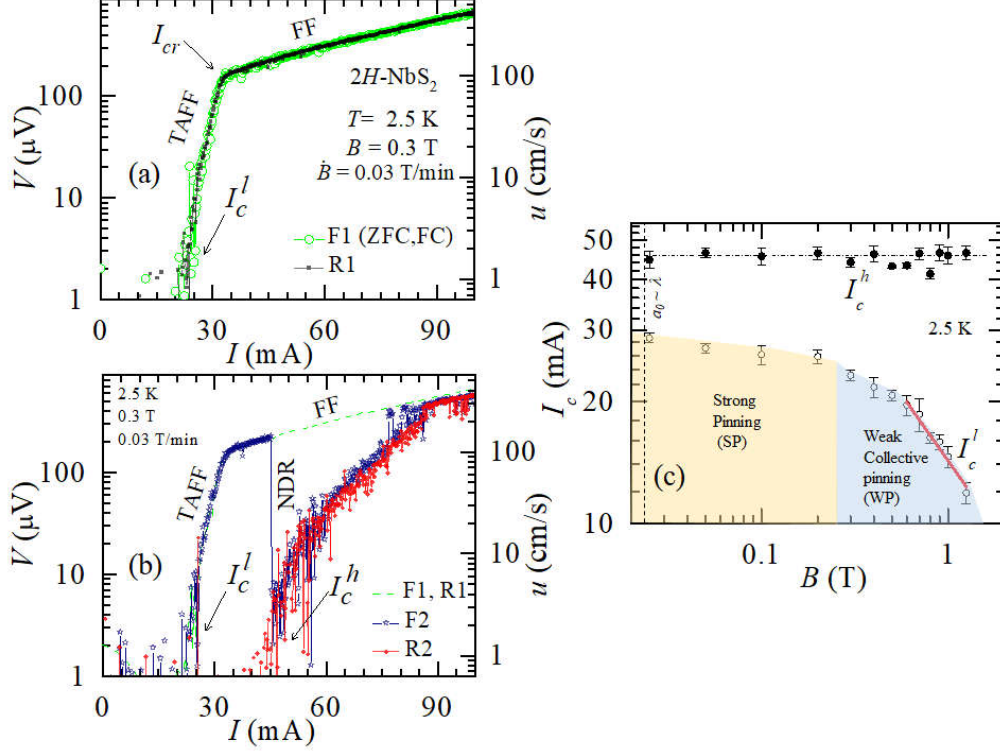 (a)
V (μV)
100
10
1
I_cr
TAFF
FF
I_c^l
2H-NbS₂
T= 2.5 K
B = 0.3 T
Ḃ = 0.03 T/min
F1 (ZFC,FC)
R1
100
10
1
u (cm/s)
0 30 60 90
I (mA)
(b)
2.5 K
0.3 T
0.03 T/min
V (μV)
100
10
1
TAFF
FF
NDR
I_c^l
I_c^h
F1, R1
F2
R2
100
10
1
u (cm/s)
0 30 60 90
I (mA)
50
40
30
20
10
I_c (mA)
a₀ ~ λ
I_c^h
2.5 K
Strong
Pinning
(SP)
Weak
Collective
pinning
(WP)
I_c^l
(c)
0.1 1
B (T)